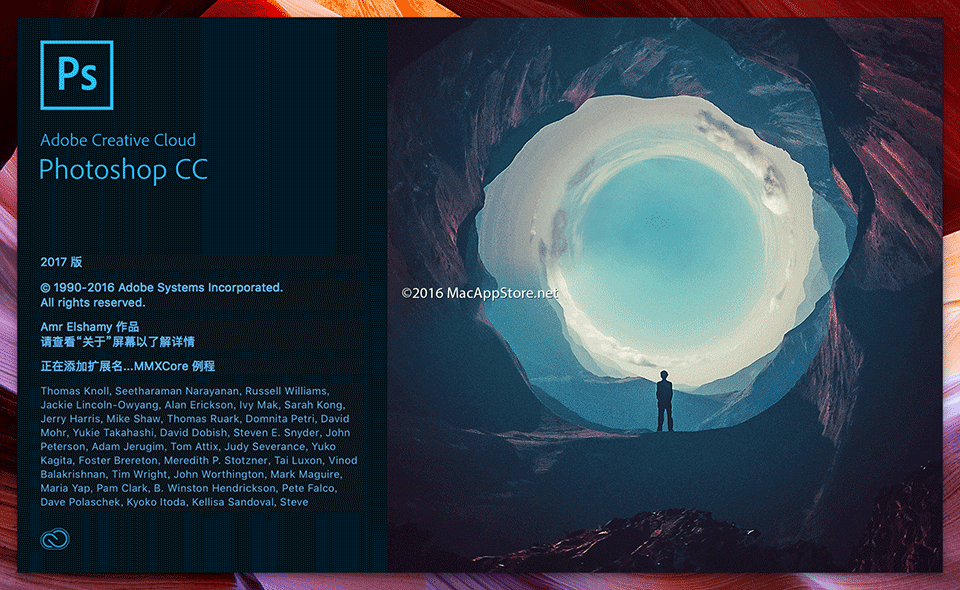 Ps
Adobe Creative Cloud
Photoshop CC
2017 版
© 1990-2016 Adobe Systems Incorporated.
All rights reserved.
Amr Elshamy 作品
请查看“关于”屏幕以了解详情
正在添加扩展名...MMXCore 例程
Thomas Knoll, Seetharaman Narayanan, Russell Williams,
Jackie Lincoln-Owyang, Alan Erickson, Ivy Mak, Sarah Kong,
Jerry Harris, Mike Shaw, Thomas Ruark, Domnita Petri, David
Mohr, Yukie Takahashi, David Dobish, Steven E. Snyder, John
Peterson, Adam Jerugim, Tom Attix, Judy Severance, Yuko
Kagita, Foster Brereton, Meredith P. Stotzner, Tai Luxon, Vinod
Balakrishnan, Tim Wright, John Worthington, Mark Maguire,
Maria Yap, Pam Clark, B. Winston Hendrickson, Pete Falco,
Dave Polaschek, Kyoko Itoda, Kellisa Sandoval, Steve
©2016 MacAppStore.net